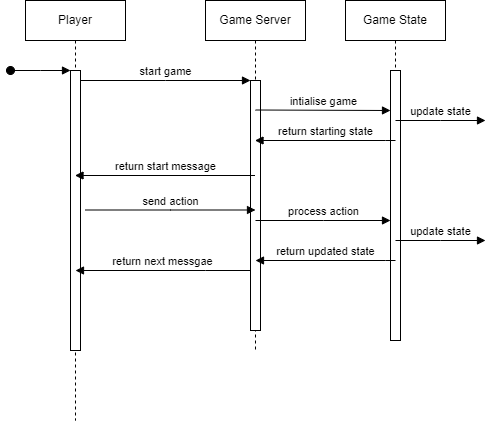 Player
Game Server
Game State
start game
intialise game
update state
return starting state
return start message
send action
process action
update state
return updated state
return next messgae